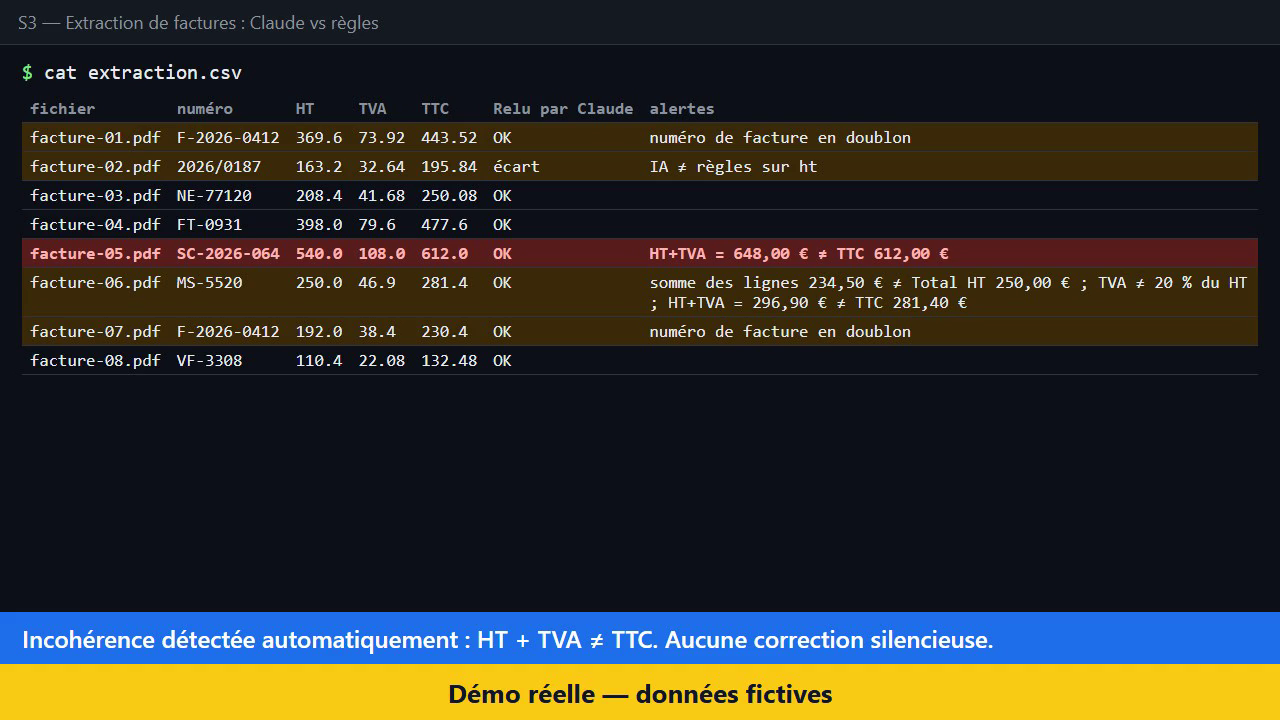 S3 — Extraction de factures : Claude vs règles
$ cat extraction.csv
fichier numéro HT TVA TTC Relu par Claude alertes
facture-01.pdf F-2026-0412 369.6 73.92 443.52 OK numéro de facture en doublon
facture-02.pdf 2026/0187 163.2 32.64 195.84 écart IA ≠ règles sur ht
facture-03.pdf NE-77120 208.4 41.68 250.08 OK
facture-04.pdf FT-0931 398.0 79.6 477.6 OK
facture-05.pdf SC-2026-064 540.0 108.0 612.0 OK HT+TVA = 648,00 € ≠ TTC 612,00 €
facture-06.pdf MS-5520 250.0 46.9 281.4 OK somme des lignes 234,50 € ≠ Total HT 250,00 € ; TVA ≠ 20 % du HT
; HT+TVA = 296,90 € ≠ TTC 281,40 €
facture-07.pdf F-2026-0412 192.0 38.4 230.4 OK numéro de facture en doublon
facture-08.pdf VF-3308 110.4 22.08 132.48 OK
Incohérence détectée automatiquement : HT + TVA ≠ TTC. Aucune correction silencieuse.
Démo réelle — données fictives